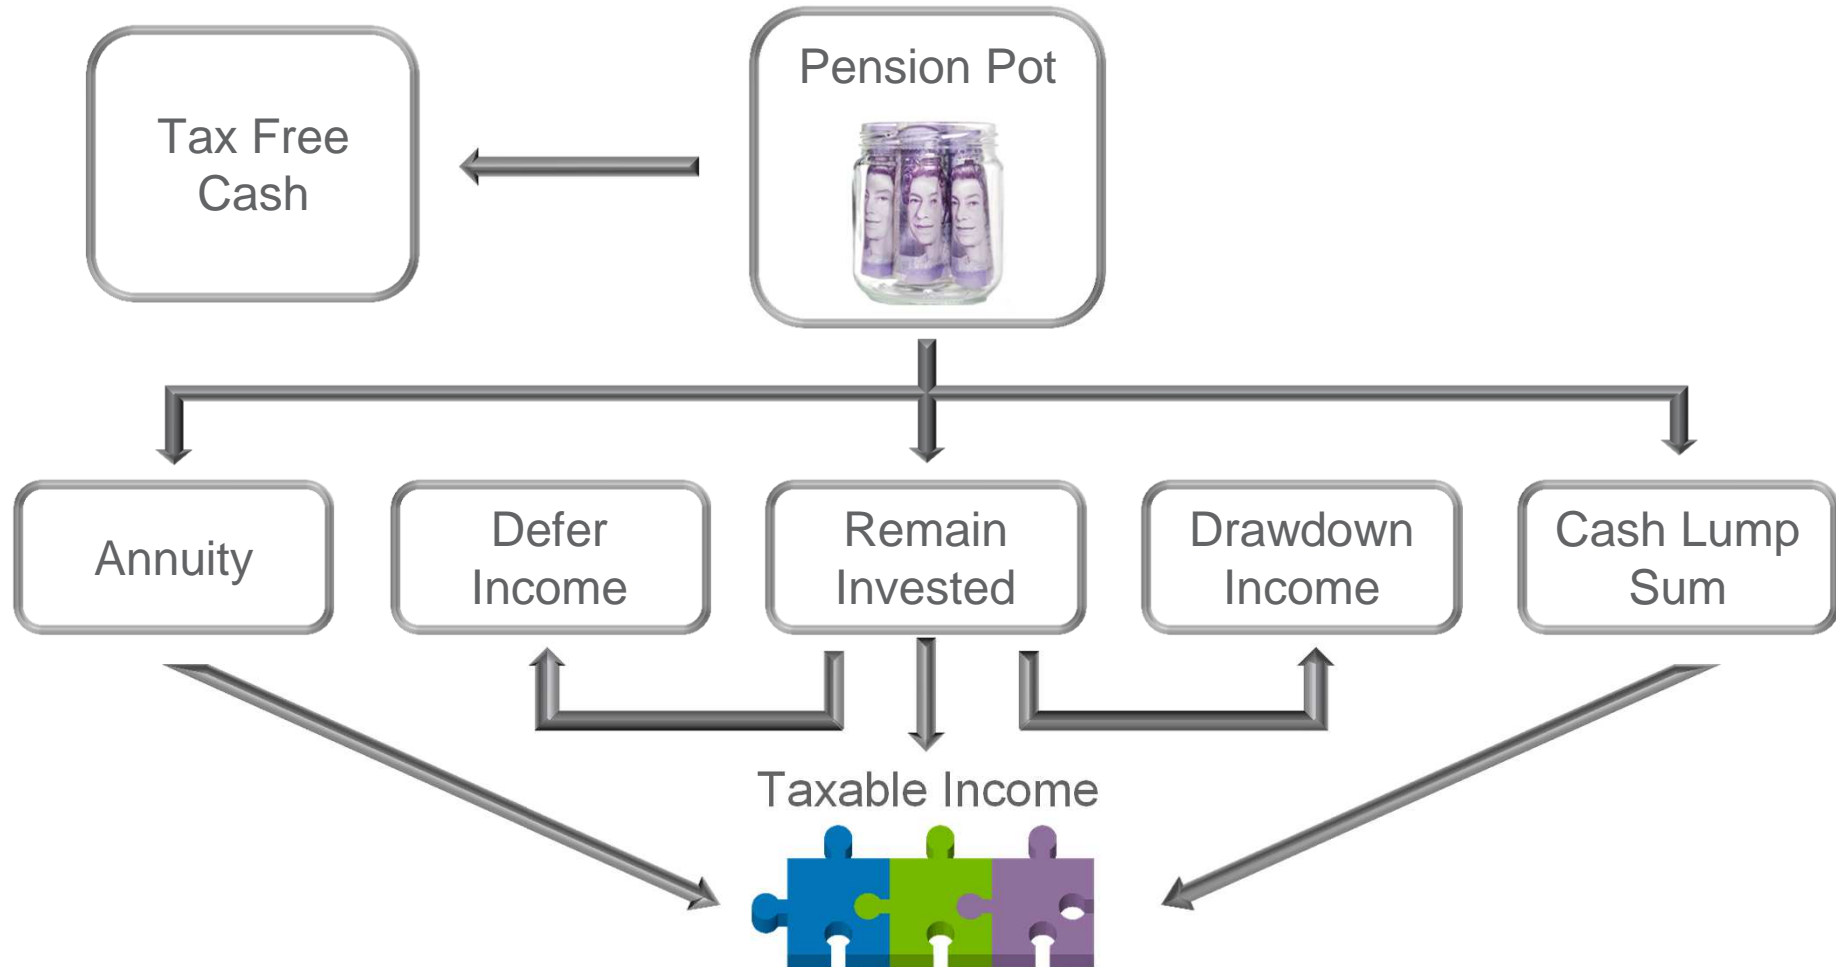 Pension Pot
Tax Free
Cash
Annuity
Defer
Income
Remain
Invested
Drawdown
Income
Cash Lump
Sum
Taxable Income